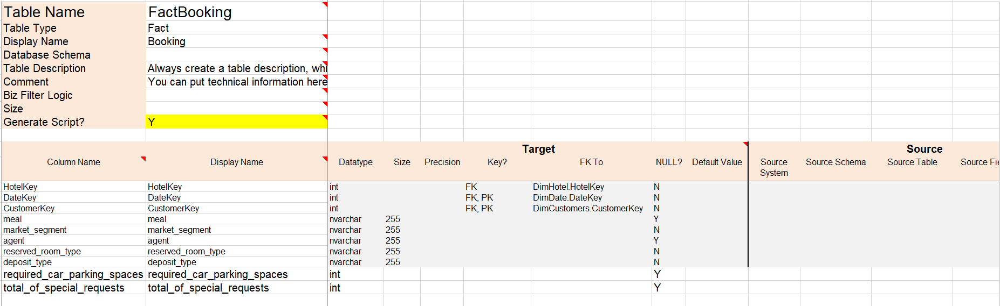 Table Name FactBooking
Table Type Fact
Display Name Booking
Database Schema
Table Description Always create a table description, whi
Comment You can put technical information here
Biz Filter Logic
Size
Generate Script? Y
Target Source
Column Name Display Name Datatype Size Precision Key? FK To NULL? Default Value Source System Source Schema Source Table Source Fie
HotelKey HotelKey int FK DimHotel.HotelKey N
DateKey DateKey int FK, PK DimDate.DateKey N
CustomerKey CustomerKey int FK, PK DimCustomers.CustomerKey N
meal meal nvarchar 255 Y
market_segment market_segment nvarchar 255 N
agent agent nvarchar 255 Y
reserved_room_type reserved_room_type nvarchar 255 N
deposit_type deposit_type nvarchar 255 N
required_car_parking_spaces required_car_parking_spaces int Y
total_of_special_requests total_of_special_requests int Y